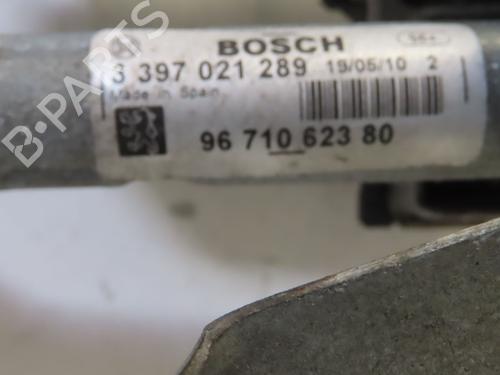 BOSCH
3 397 021 289 19/05/10 2
Made in Spain
96 710 623 80
B-PARTS